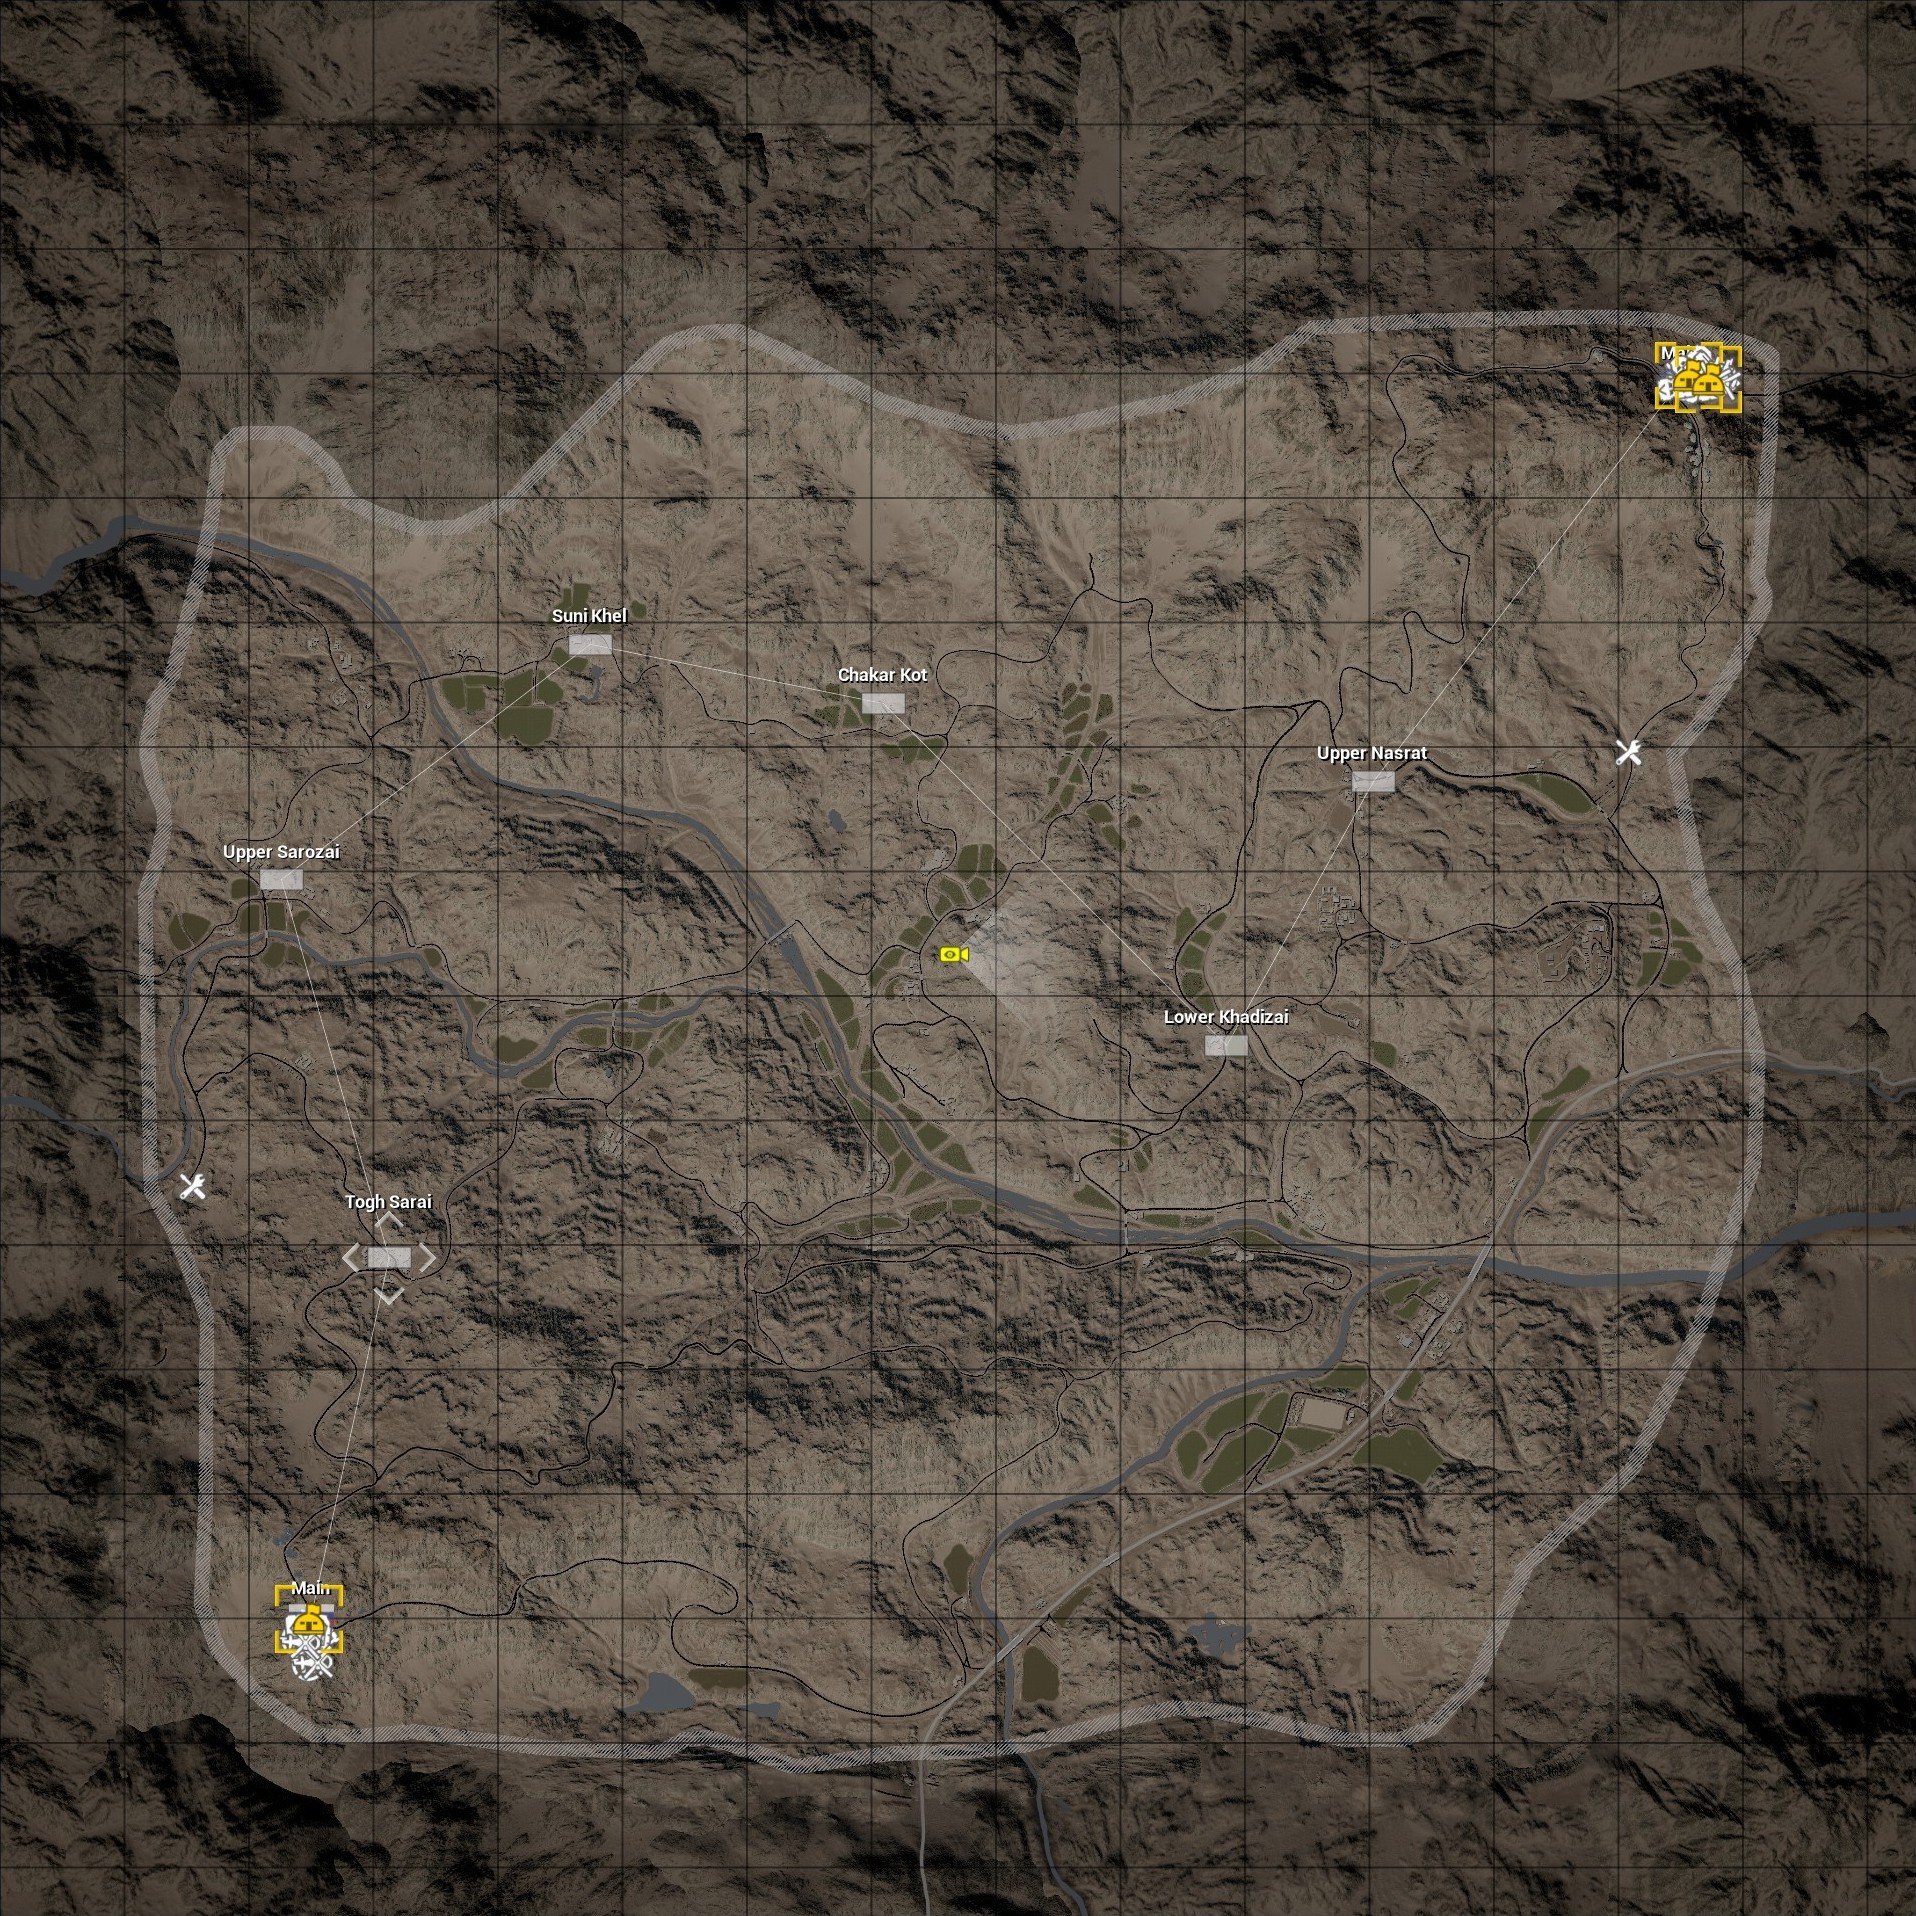 Suni Khel
Chakar Kot
Upper Nasrat
Upper Sarozai
Lower Khadizai
Togh Sarai
Main